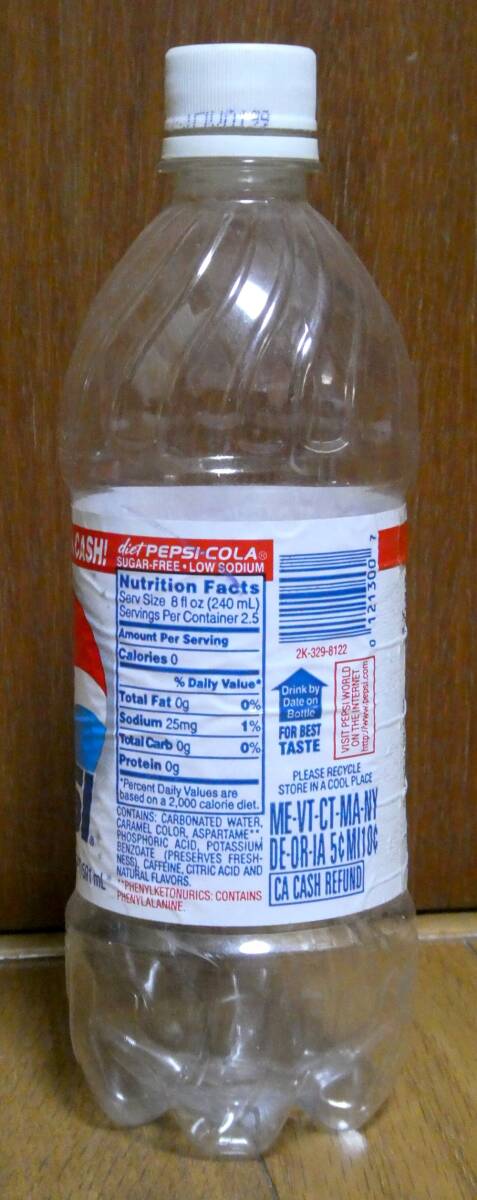 CASH!
diet PEPSI-COLA®
SUGAR-FREE • LOW SODIUM
Nutrition Facts
Serv Size 8 fl oz (240 mL)
Servings Per Container 2.5
Amount Per Serving
Calories 0
% Daily Value*
Total Fat 0g 0%
Sodium 25mg 1%
Total Carb 0g 0%
Protein 0g
*Percent Daily Values are
based on a 2,000 calorie diet.
CONTAINS: CARBONATED WATER,
CARAMEL COLOR, ASPARTAME**
PHOSPHORIC ACID, POTASSIUM
BENZOATE (PRESERVES FRESH-
NESS), CAFFEINE, CITRIC ACID AND
NATURAL FLAVORS.
**PHENYLKETONURICS: CONTAINS
PHENYLALANINE.
0 121300 7
2K-329-8122
Drink by
Date on
Bottle
FOR BEST
TASTE
VISIT PEPSI WORLD
ON THE INTERNET
http://www.pepsi.com
PLEASE RECYCLE
STORE IN A COOL PLACE
ME-VT-CT-MA-NY
DE-OR-IA 5¢ MI 10¢
CA CASH REFUND